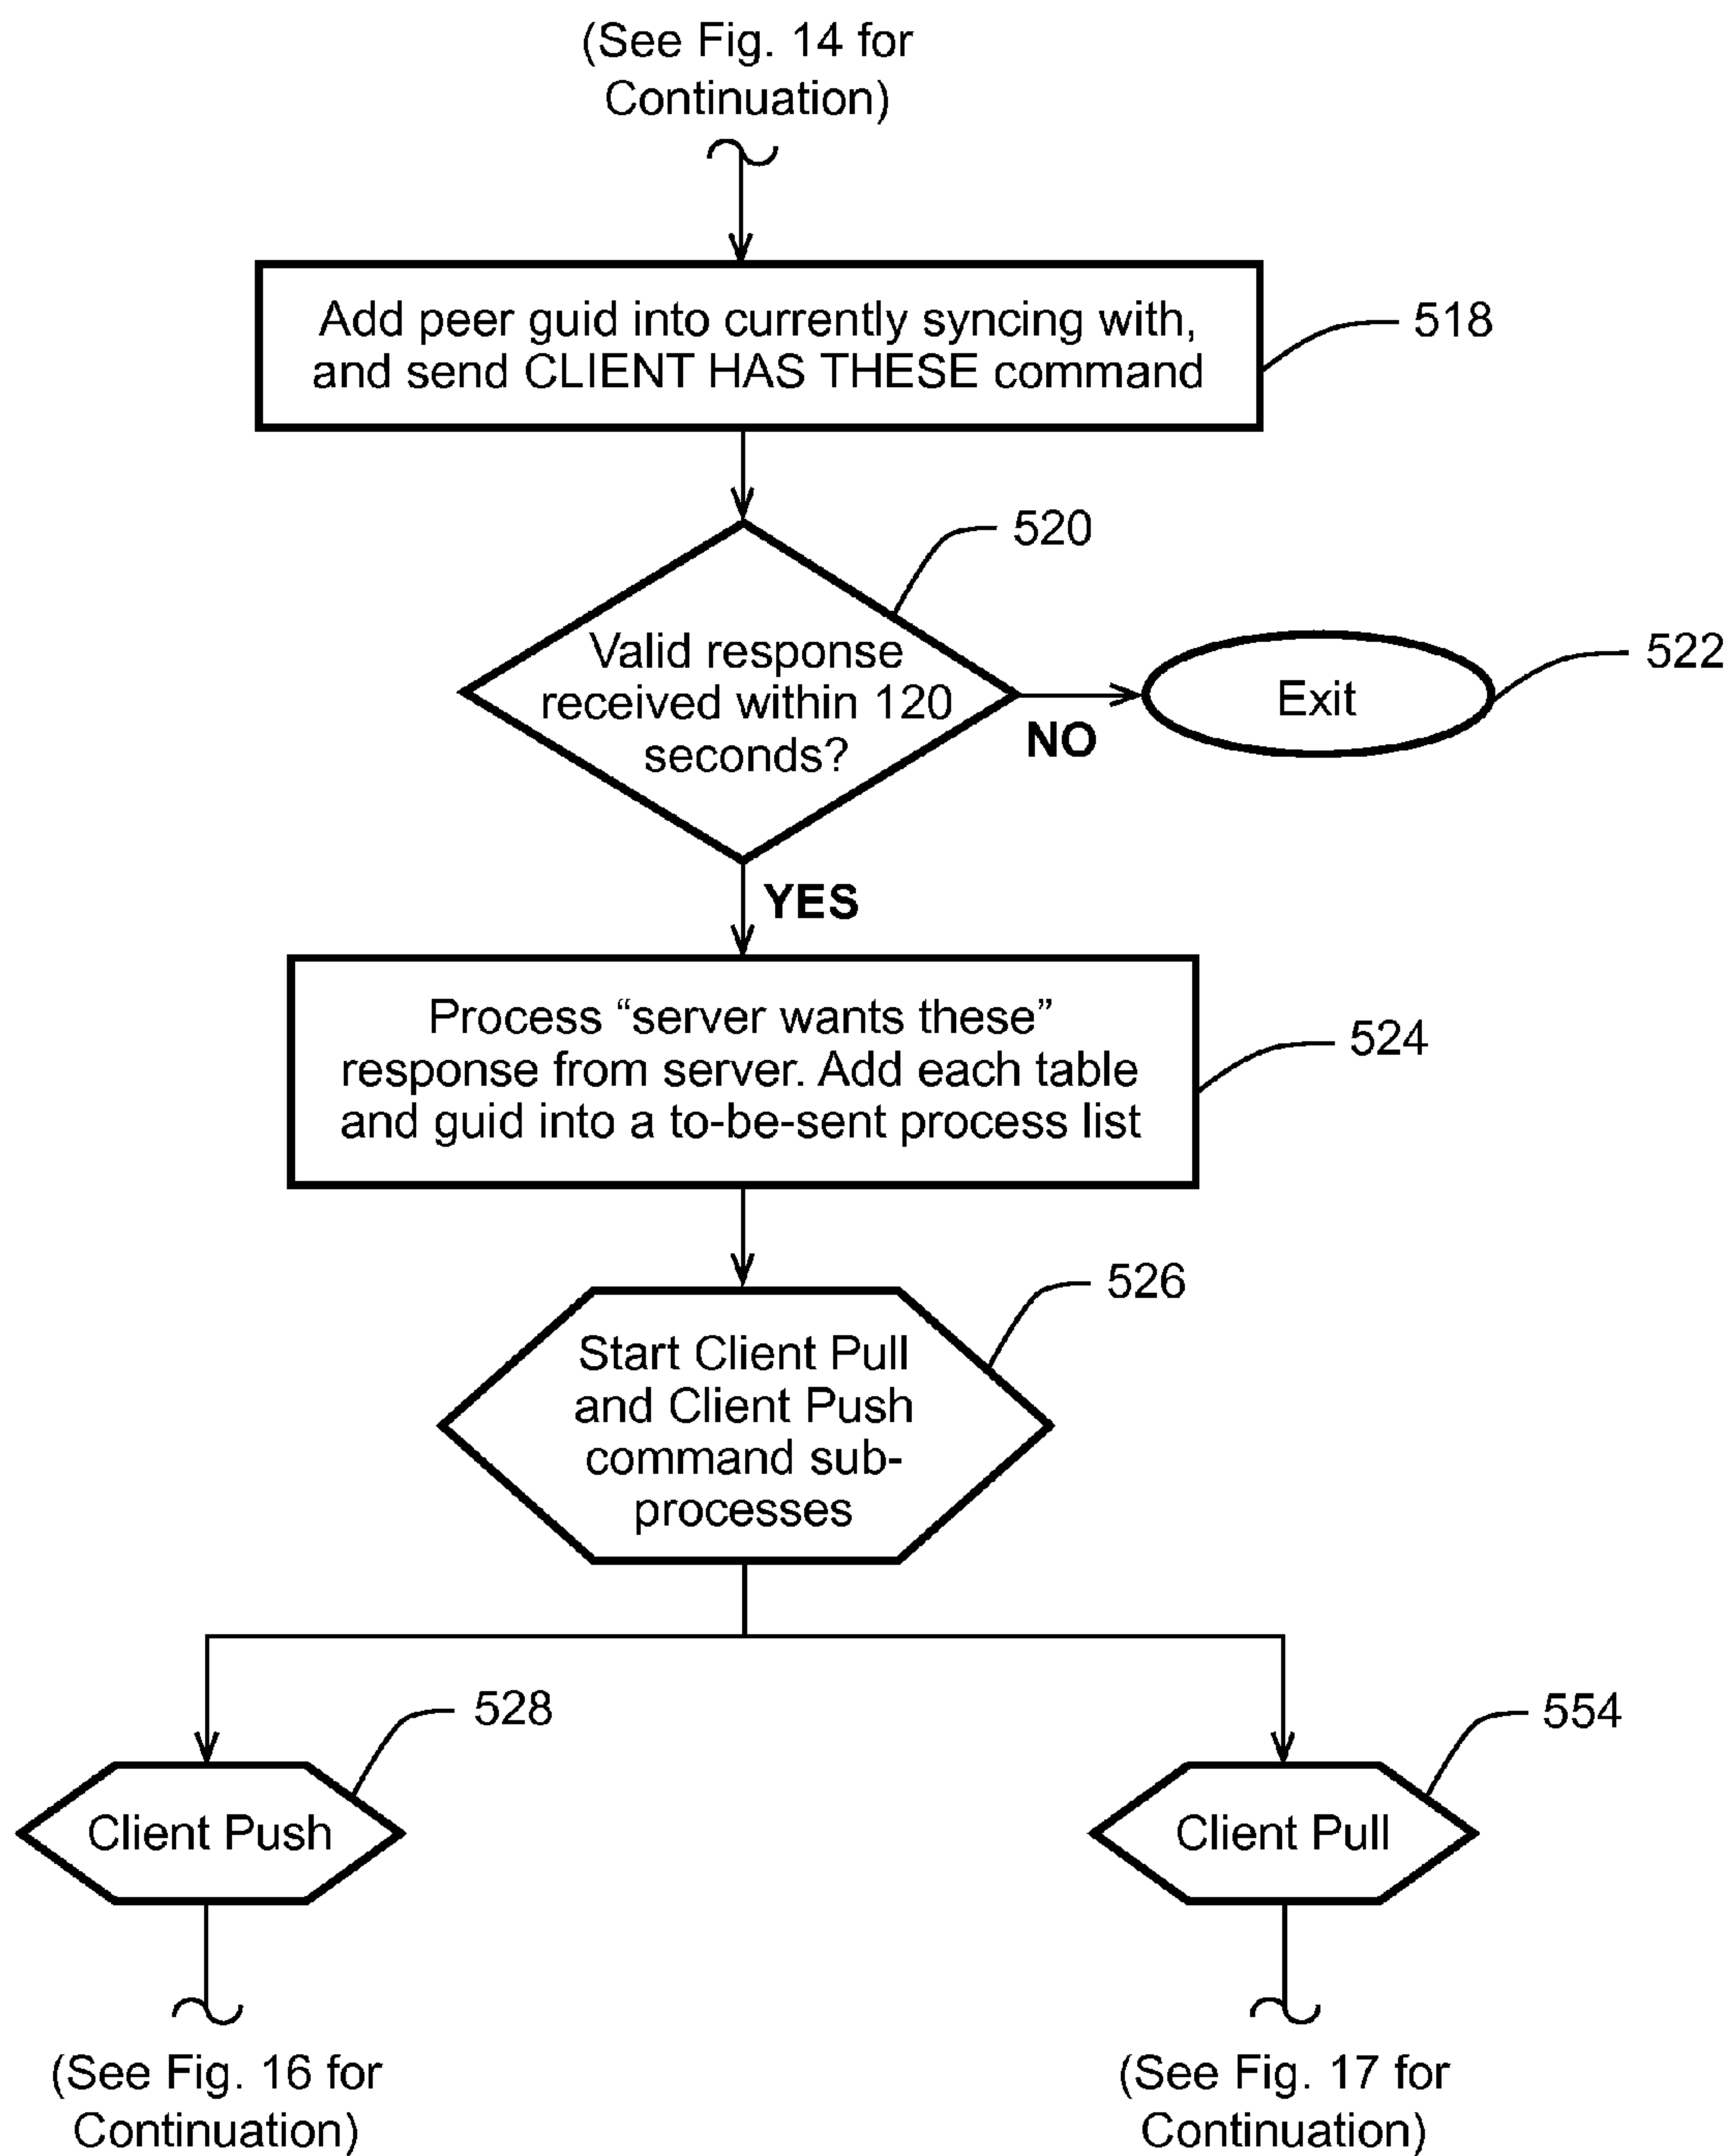 (See Fig. 14 for
Continuation)
Add peer guid into currently syncing with,
and send CLIENT HAS THESE command
518
520
Valid response
received within 120
seconds?
NO
Exit
522
YES
Process “server wants these”
response from server. Add each table
and guid into a to-be-sent process list
524
526
Start Client Pull
and Client Push
command sub-
processes
528
Client Push
554
Client Pull
(See Fig. 16 for
Continuation)
(See Fig. 17 for
Continuation)